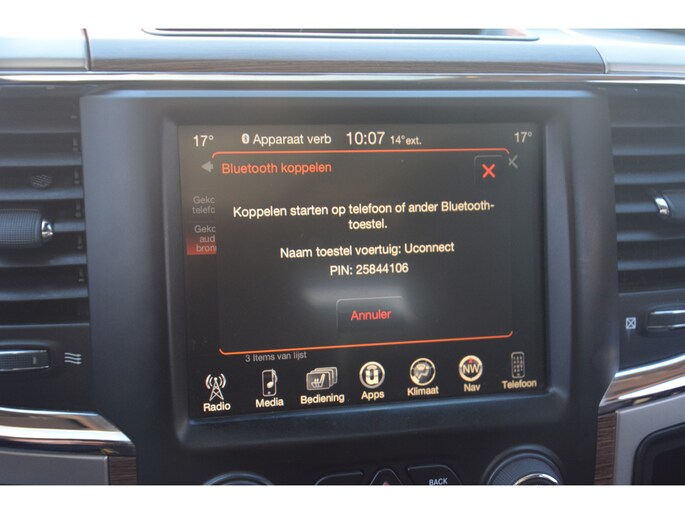 17° Apparaat verb 10:07 14°ext. 17°
Bluetooth koppelen
Koppelen starten op telefoon of ander Bluetooth-
toestel.
Naam toestel voertuig: Uconnect
PIN: 25844106
Annuler
3 Items van lijst
Radio Media Bediening Apps Klimaat NW Nav Telefoon
BACK